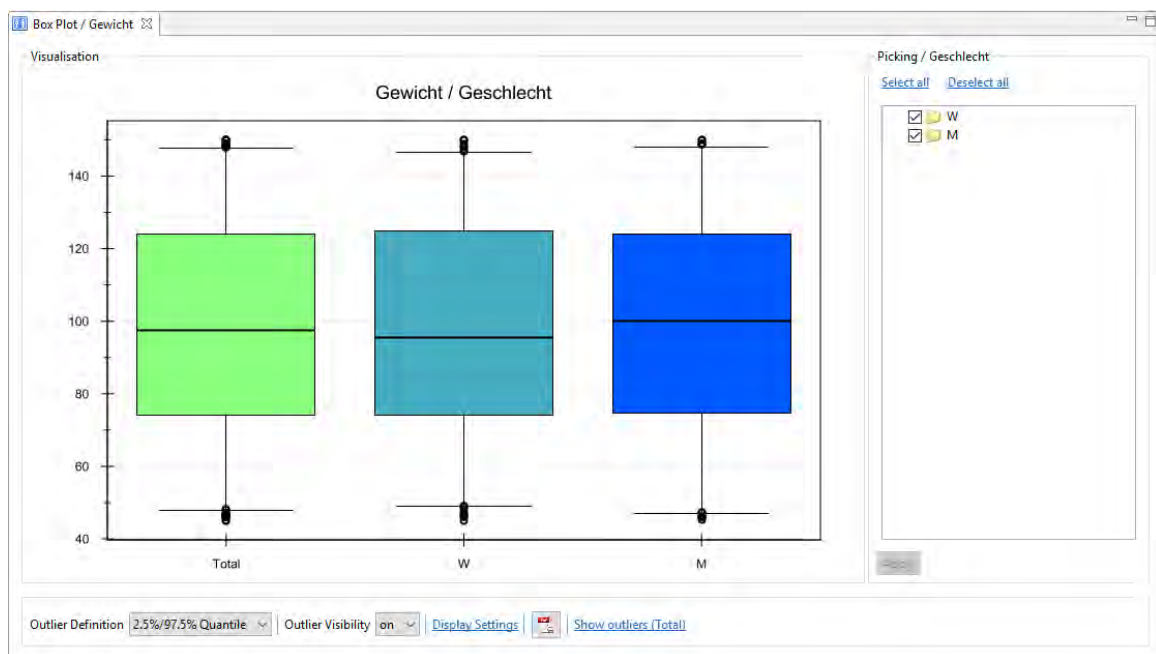 Box Plot / Gewicht
Visualisation
Gewicht / Geschlecht
140
120
100
80
60
40
Total
W
M
Picking / Geschlecht
Select all Deselect all
W
M
Outlier Definition 2.5%/97.5% Quantile Outlier Visibility on Display Settings Show outliers (Total)